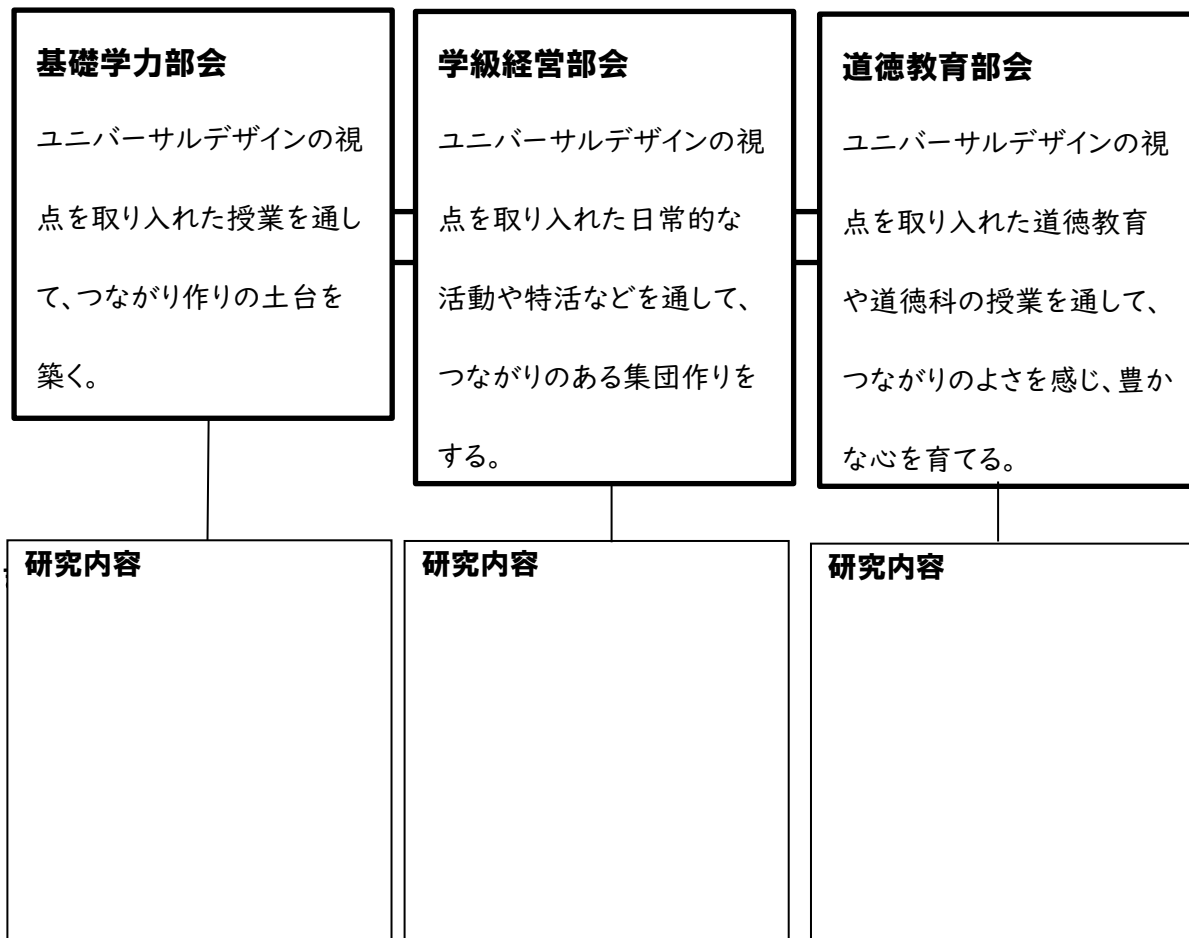 基礎学力部会
ユニバーサルデザインの視
点を取り入れた授業を通し
て、つながり作りの土台を
築く。
学級経営部会
ユニバーサルデザインの視
点を取り入れた日常的な
活動や特活などを通して、
つながりのある集団作りを
する。
道徳教育部会
ユニバーサルデザインの視
点を取り入れた道徳教育
や道徳科の授業を通して、
つながりのよさを感じ、豊か
な心を育てる。
研究内容
研究内容
研究内容